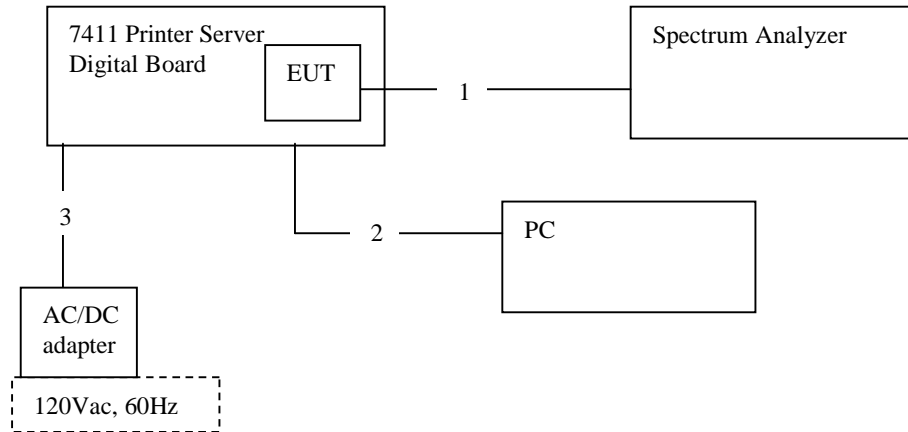 7411 Printer Server
Digital Board
EUT
1
Spectrum Analyzer
3
2
PC
AC/DC
adapter
120Vac, 60Hz